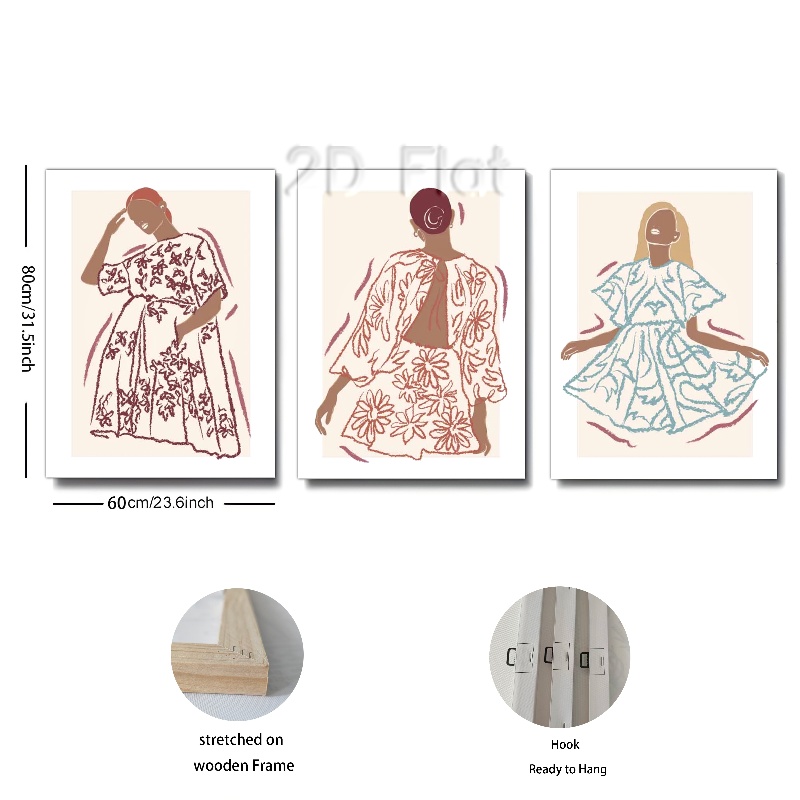 2D Flat
80cm/31.5inch
60cm/23.6inch
stretched on
wooden Frame
Hook
Ready to Hang